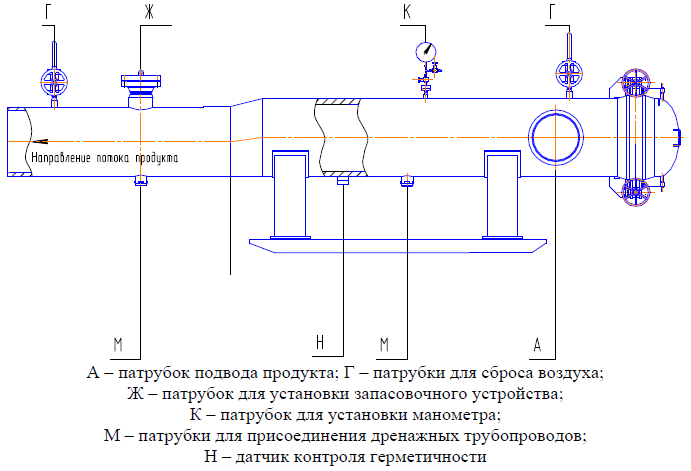 Г Ж К Г
Направление потока продукта
М Н М А
А – патрубок подвода продукта; Г – патрубки для сброса воздуха;
Ж – патрубок для установки запасовочного устройства;
К – патрубок для установки манометра;
М – патрубки для присоединения дренажных трубопроводов;
Н – датчик контроля герметичности